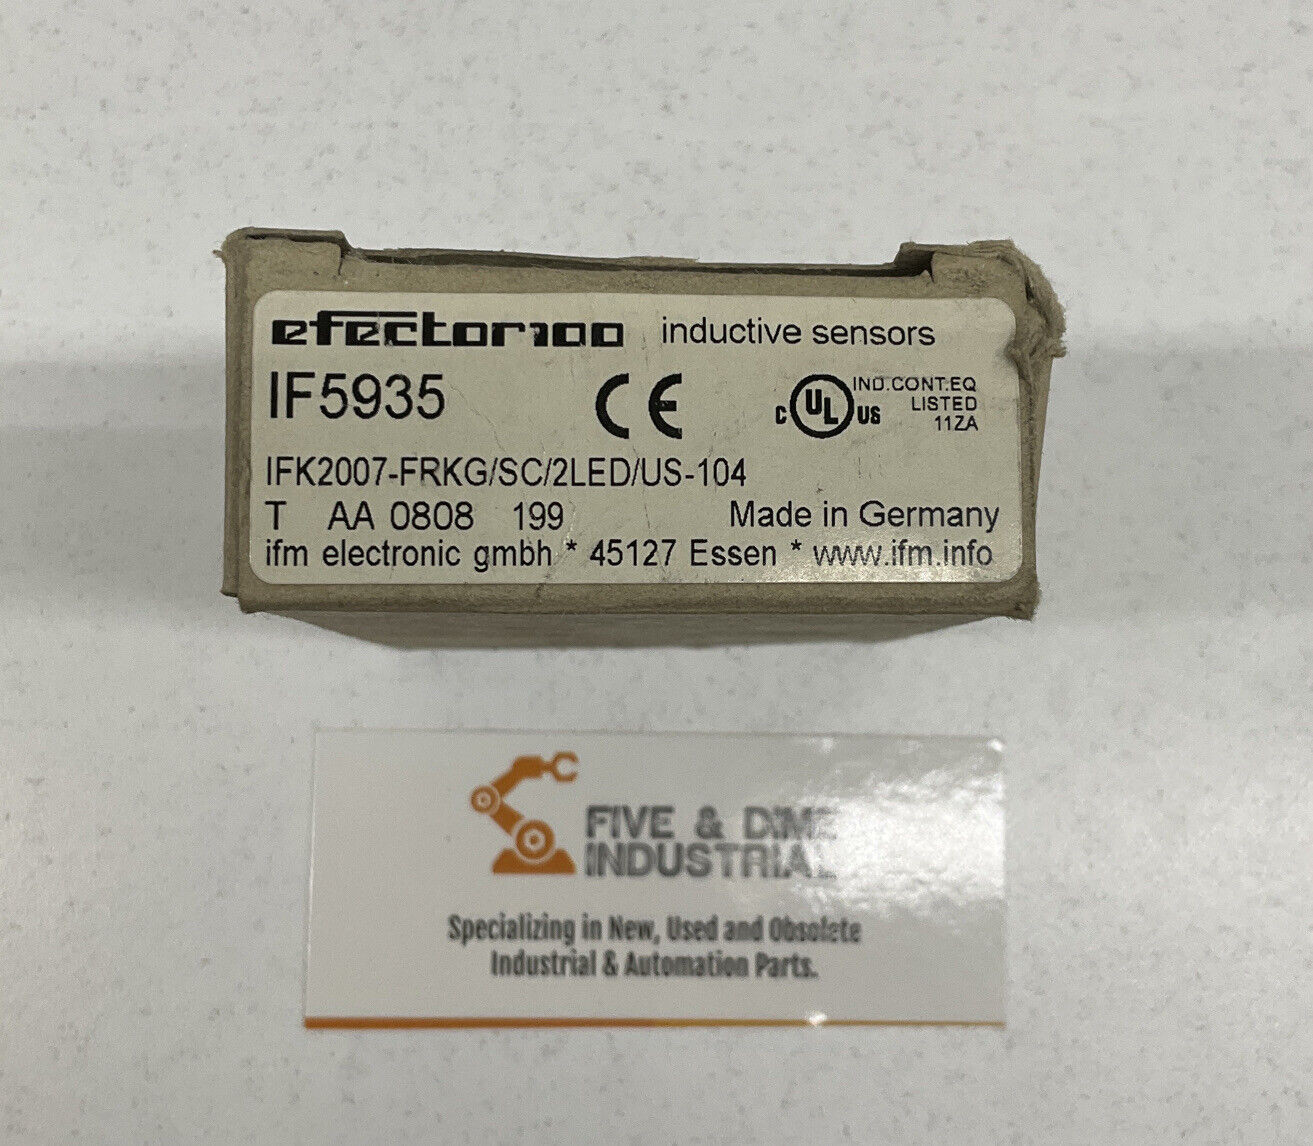 efector100 inductive sensors
IF5935 CE c UL US IND.CONT.EQ
LISTED
11ZA
IFK2007-FRKG/SC/2LED/US-104
T AA 0808 199 Made in Germany
ifm electronic gmbh * 45127 Essen * www.ifm.info
FIVE & DIME
INDUSTRIAL
Specializing in New, Used and Obsolete
Industrial & Automation Parts.